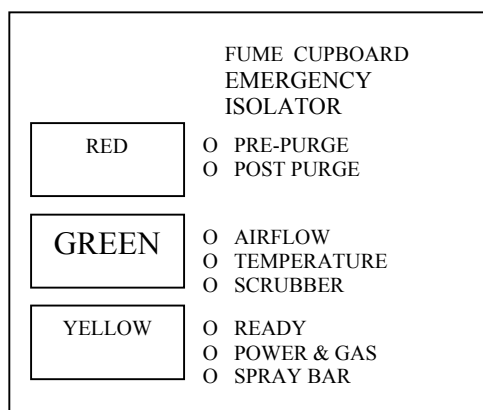 FUME CUPBOARD
EMERGENCY
ISOLATOR
RED
O PRE-PURGE
O POST PURGE
GREEN
O AIRFLOW
O TEMPERATURE
O SCRUBBER
YELLOW
O READY
O POWER & GAS
O SPRAY BAR